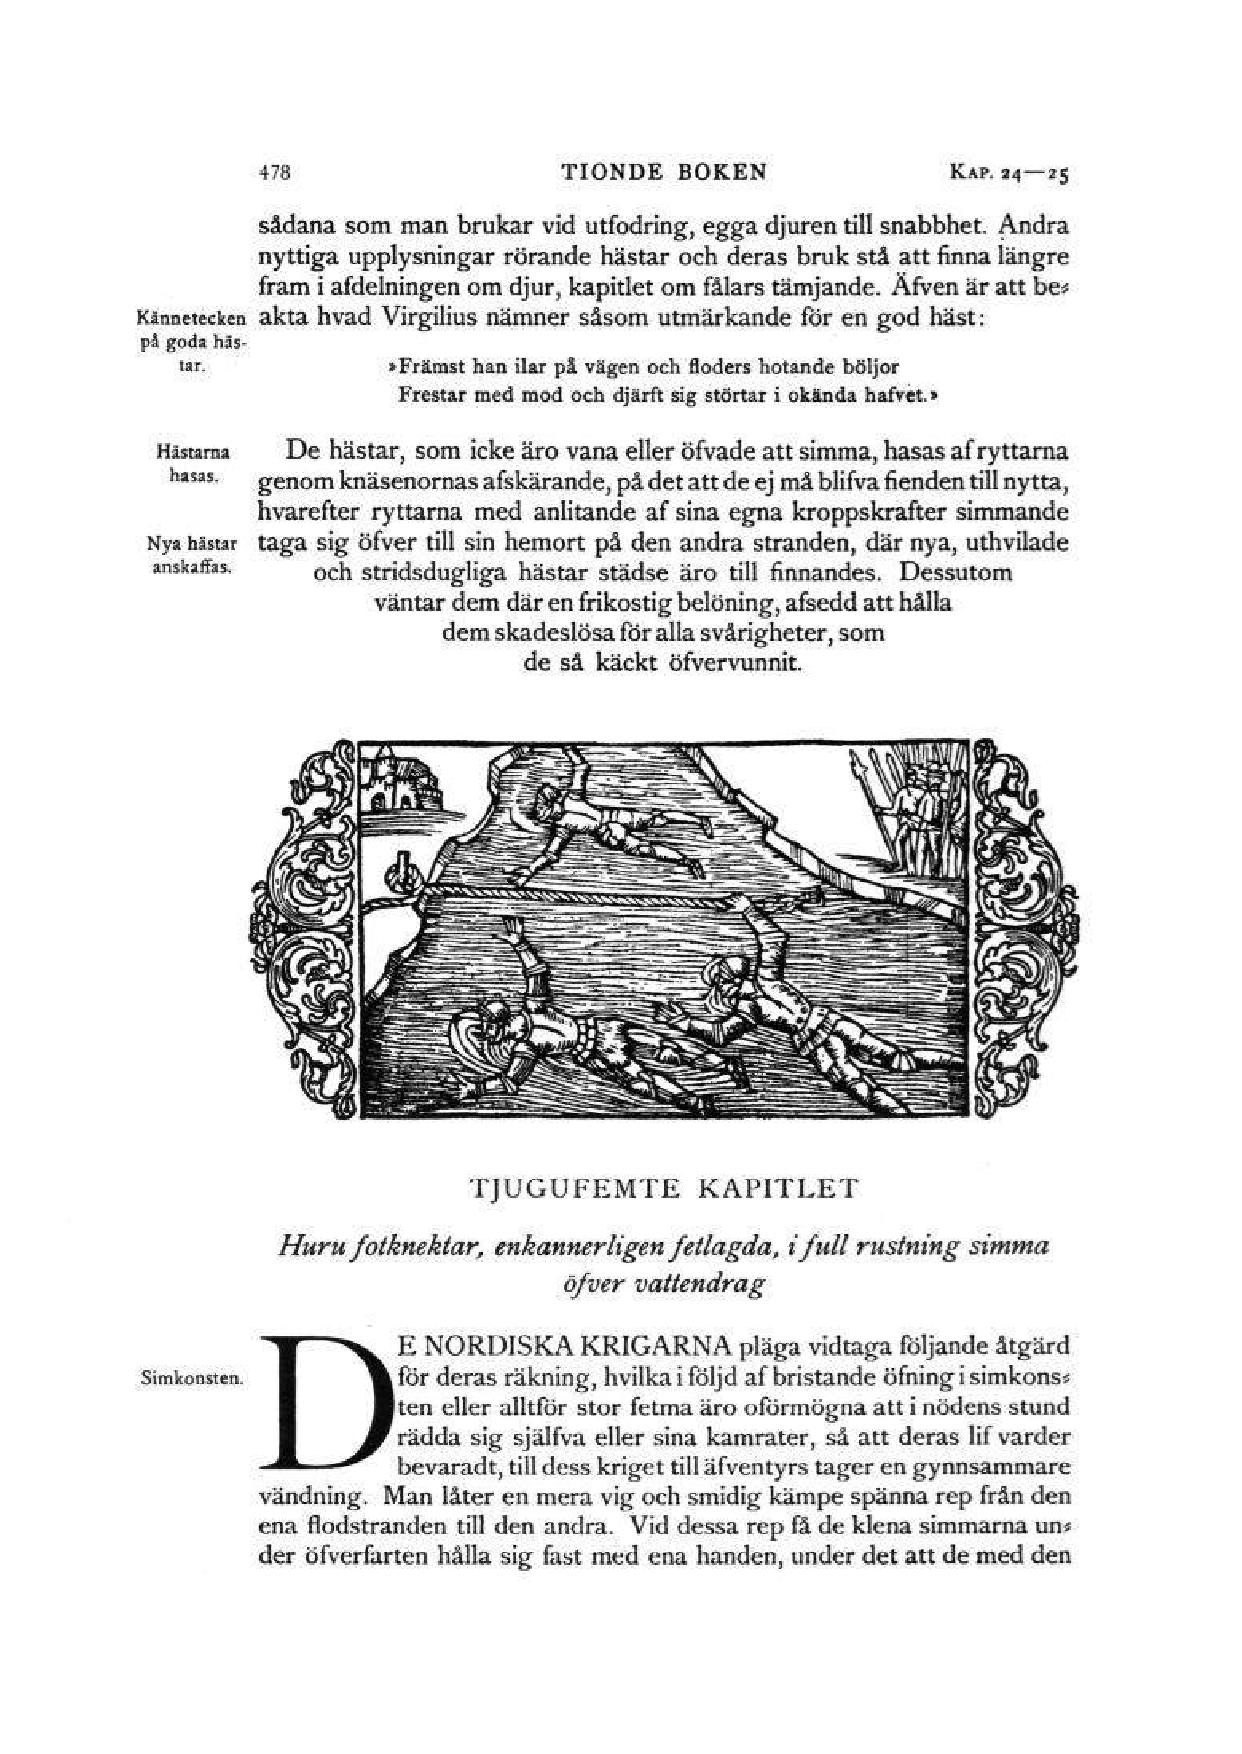 478 TIONDE BOKEN KAP. 24—25
sådana som man brukar vid utfodring, egga djuren till snabbhet. Andra
nyttiga upplysningar rörande hästar och deras bruk stå att finna längre
fram i afdelningen om djur, kapitlet om fålars tämjande. Äfven är att be-
akta hvad Virgilius nämner såsom utmärkande för en god häst:
Kännetecken
på goda häs-
tar.
»Främst han ilar på vägen och floders hotande böljor
Frestar med mod och djärft sig störtar i okända hafvet.»
Hästarna
hasas.
De hästar, som icke äro vana eller öfvade att simma, hasas af ryttarna
genom knäsenornas afskärande, på det att de ej må blifva fienden till nytta,
hvarefter ryttarna med anlitande af sina egna kroppskrafter simmande
taga sig öfver till sin hemort på den andra stranden, där nya, uthvilade
och stridsdugliga hästar städse äro till finnandes. Dessutom
väntar dem där en frikostig belöning, afsedd att hålla
dem skadeslösa för alla svårigheter, som
de så käckt öfvervunnit.
Nya hästar
anskaffas.
TJUGUFEMTE KAPITLET
Huru fotknektar, enkannerligen fetlagda, i full rustning simma
öfver vattendrag
DE NORDISKA KRIGARNA pläga vidtaga följande åtgärd
för deras räkning, hvilka i följd af bristande öfning i simkons-
ten eller alltför stor fetma äro oförmögna att i nödens stund
rädda sig själfva eller sina kamrater, så att deras lif varder
bevaradt, till dess kriget till äfventyrs tager en gynnsammare
vändning. Man låter en mera vig och smidig kämpe spänna rep från den
ena flodstranden till den andra. Vid dessa rep få de klena simmarna un-
der öfverfarten hålla sig fast med ena handen, under det att de med den
Simkonsten.